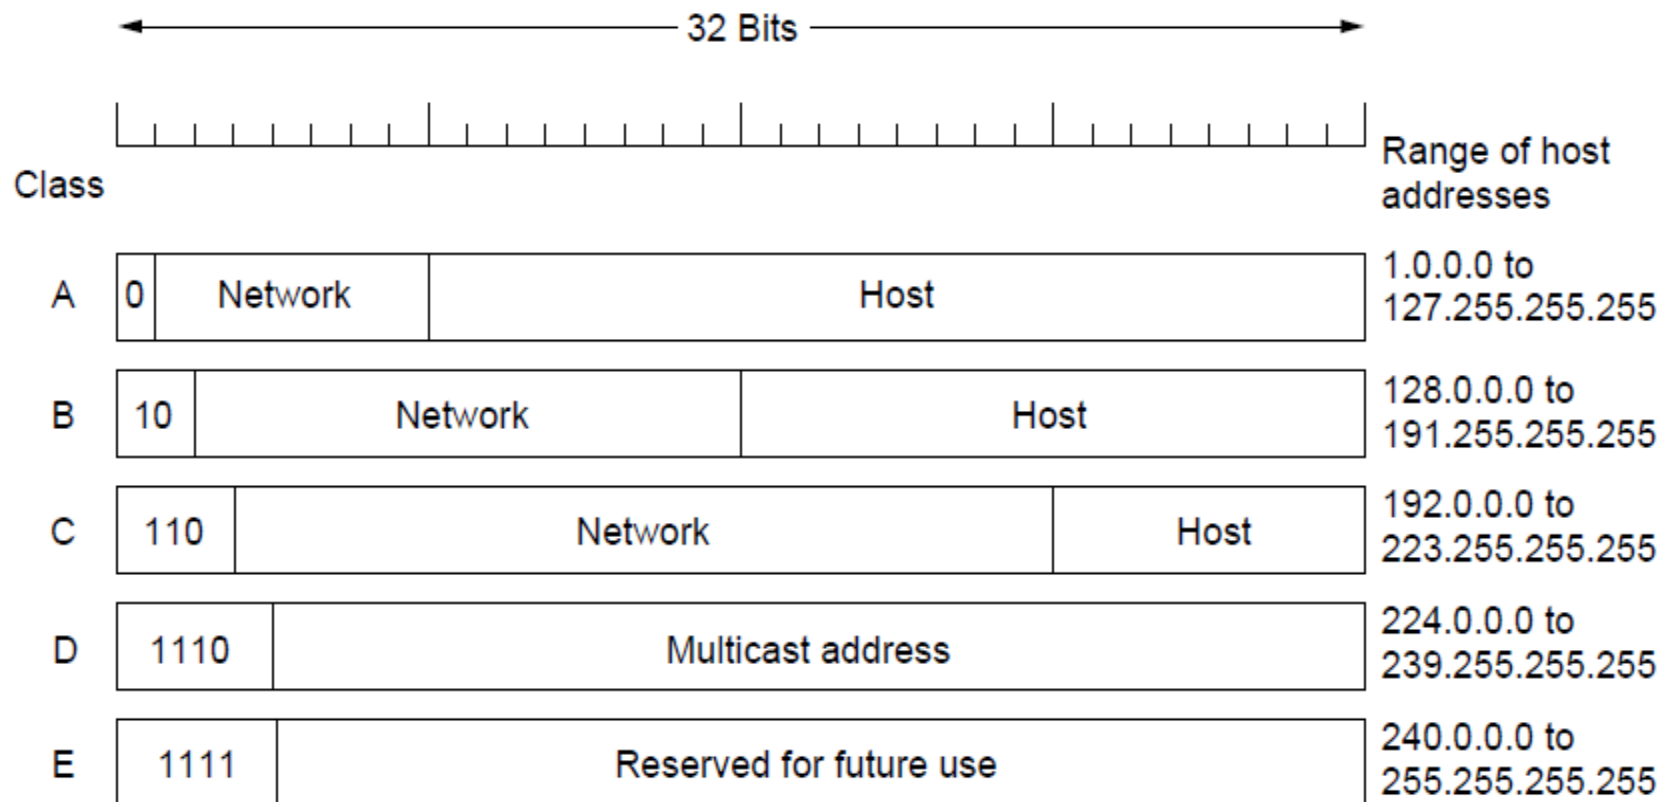 32 Bits
Range of host
addresses
Class
A
0
Network
Host
1.0.0.0 to
127.255.255.255
B
10
Network
Host
128.0.0.0 to
191.255.255.255
C
110
Network
Host
192.0.0.0 to
223.255.255.255
D
1110
Multicast address
224.0.0.0 to
239.255.255.255
E
1111
Reserved for future use
240.0.0.0 to
255.255.255.255